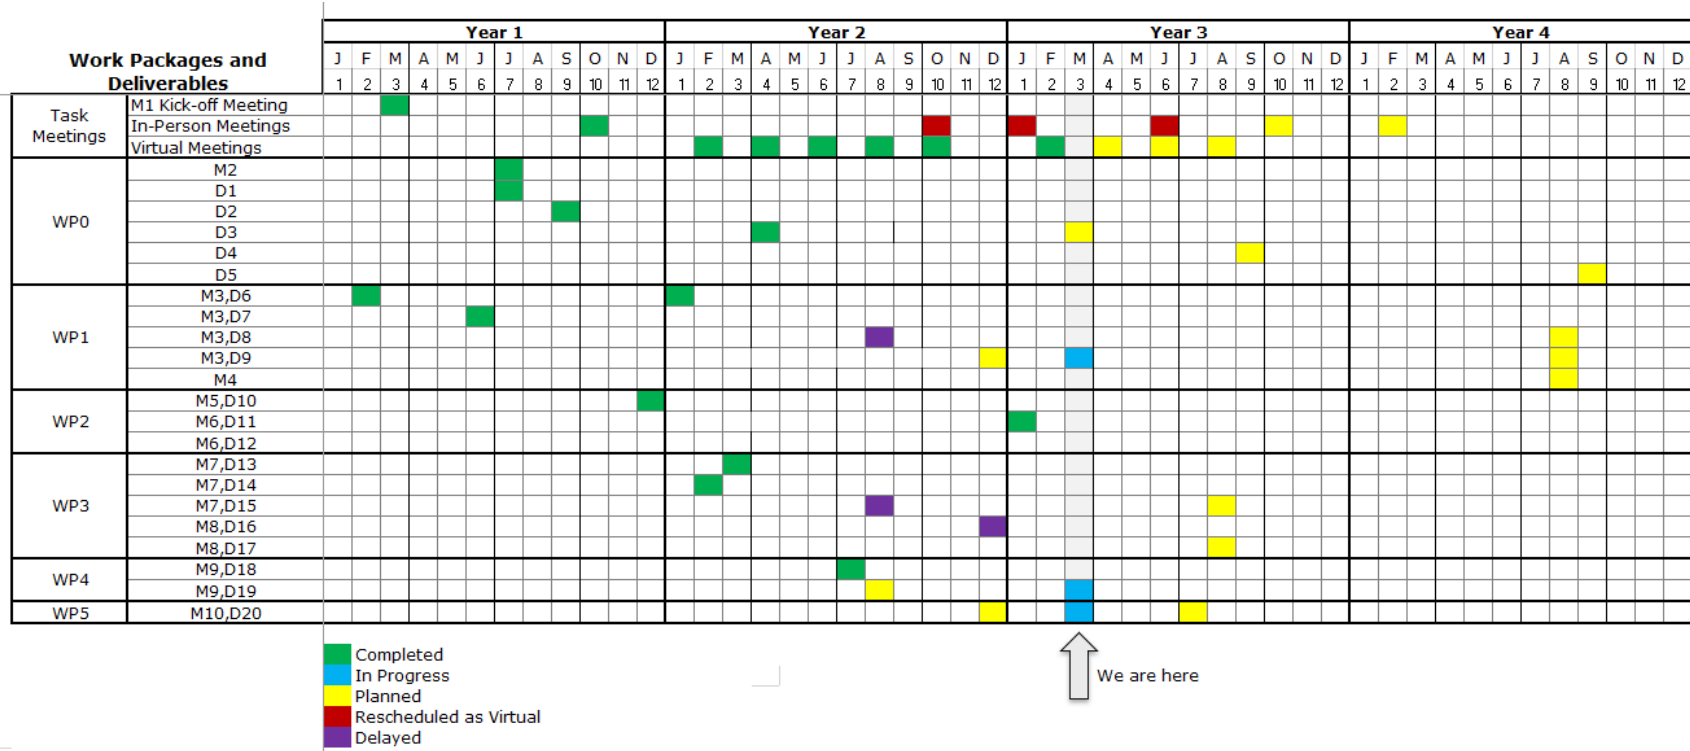 Year 1 Year 2 Year 3 Year 4
Work Packages and
Deliverables
J F M A M J J A S O N D J F M A M J J A S O N D J F M A M J J A S O N D J F M A M J J A S O N D
1 2 3 4 5 6 7 8 9 10 11 12 1 2 3 4 5 6 7 8 9 10 11 12 1 2 3 4 5 6 7 8 9 10 11 12 1 2 3 4 5 6 7 8 9 10 11 12
Task
Meetings
M1 Kick-off Meeting
In-Person Meetings
Virtual Meetings
WP0
M2
D1
D2
D3
D4
D5
WP1
M3,D6
M3,D7
M3,D8
M3,D9
M4
WP2
M5,D10
M6,D11
M6,D12
WP3
M7,D13
M7,D14
M7,D15
M8,D16
M8,D17
WP4
M9,D18
M9,D19
WP5
M10,D20
Completed
In Progress
Planned
Rescheduled as Virtual
Delayed
We are here